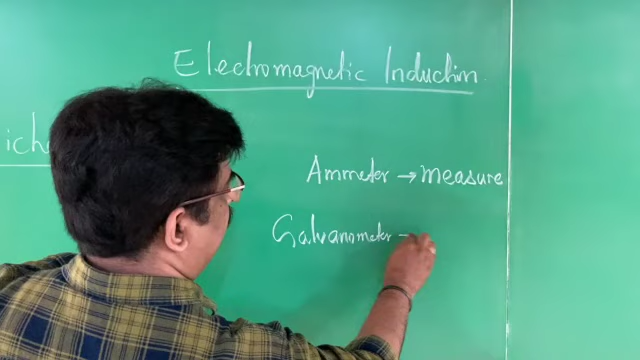 Electromagnetic Induction
Ammeter → measure
Galvanometer →